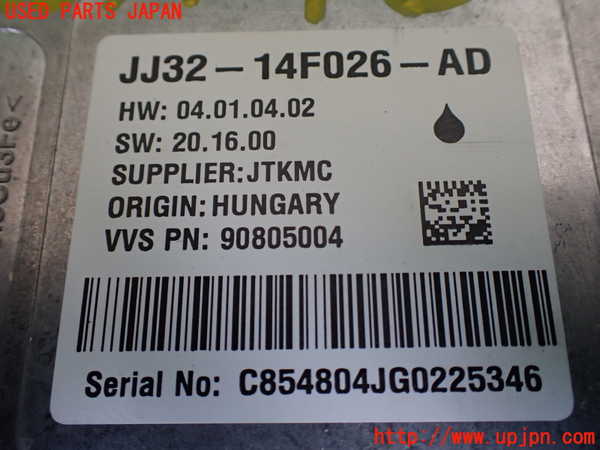 USED PARTS JAPAN
JJ32-14F026-AD
HW: 04.01.04.02
SW: 20.16.00
SUPPLIER:JTKMC
ORIGIN:HUNGARY
VVS PN: 90805004
Serial No: C854804JG0225346
http://www.upjpn.com